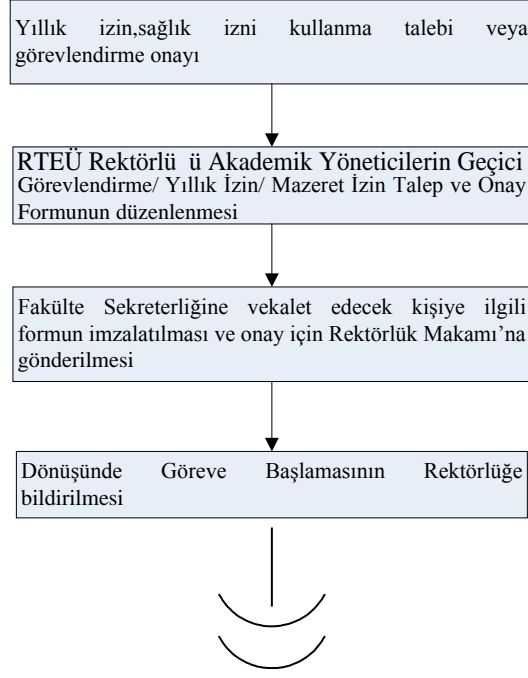 Yıllık izin,sağlık izni kullanma talebi veya
görevlendirme onayı
RTEÜ Rektörlü ü Akademik Yöneticilerin Geçici
Görevlendirme/ Yıllık İzin/ Mazeret İzin Talep ve Onay
Formunun düzenlenmesi
Fakülte Sekreterliğine vekalet edecek kişiye ilgili
formun imzalatılması ve onay için Rektörlük Makamı’na
gönderilmesi
Dönüşünde Göreve Başlamasının Rektörlüğe
bildirilmesi